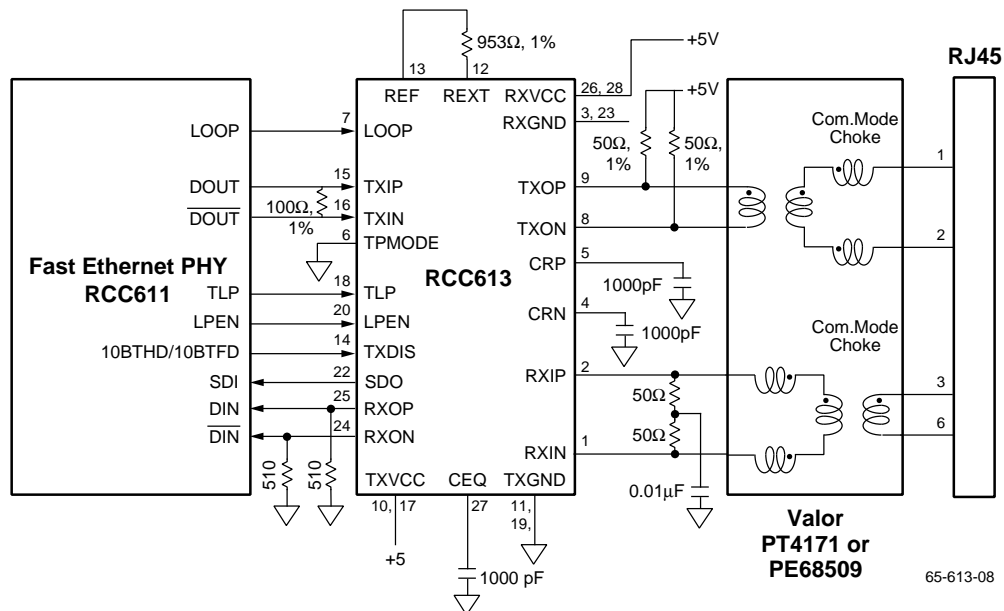 953Ω, 1%
13
12
REF
REXT
RXVCC
RXGND
26, 28
3, 23
+5V
+5V
RJ45
LOOP
7
LOOP
50Ω,
1%
50Ω,
1%
Com.Mode
Choke
1
DOUT
15
TXIP
TXOP
9
DOUT
100Ω,
1%
16
TXIN
TXON
8
2
6
TPMODE
CRP
5
1000pF
Fast Ethernet PHY
RCC611
RCC613
TLP
18
TLP
CRN
4
1000pF
LPEN
20
LPEN
Com.Mode
Choke
10BTHD/10BTFD
14
TXDIS
SDI
22
SDO
RXIP
2
DIN
25
RXOP
50Ω
3
DIN
24
RXON
50Ω
6
RXIN
1
510
510
TXVCC
CEQ
TXGND
0.01µF
10,
17
27
11,
19,
+5
1000 pF
Valor
PT4171 or
PE68509
65-613-08